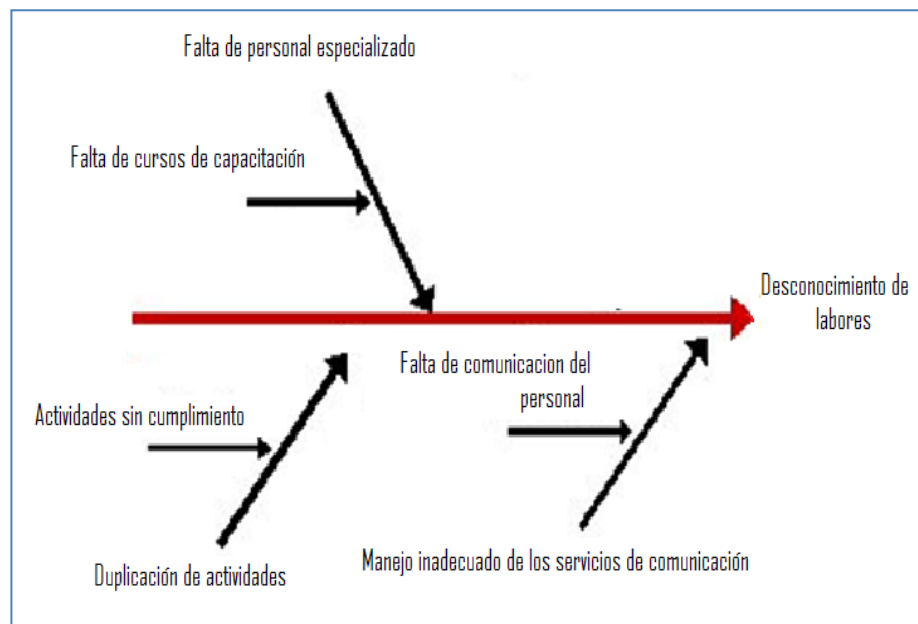 Falta de personal especializado
Falta de cursos de capacitación
Desconocimiento de
labores
Falta de comunicacion del
personal
Actividades sin cumplimiento
Manejo inadecuado de los servicios de comunicación
Duplicación de actividades